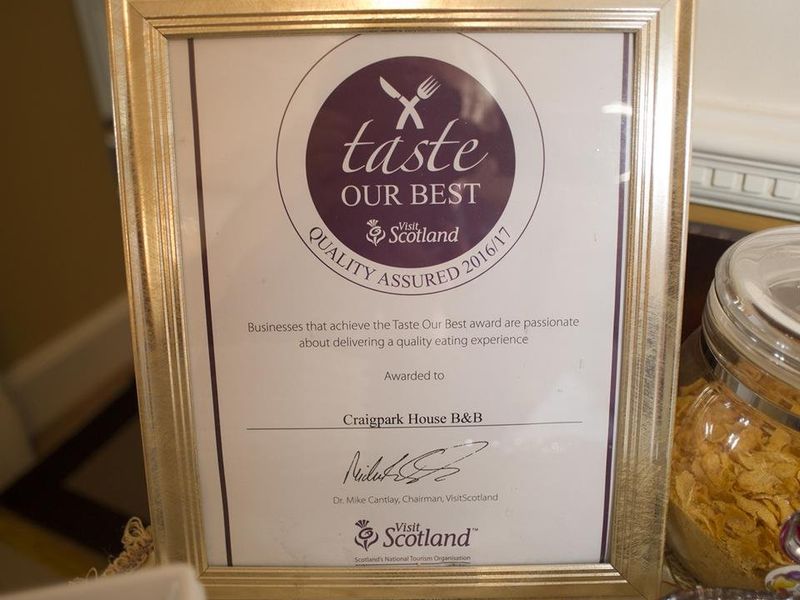 taste
OUR BEST
Visit
Scotland
QUALITY ASSURED 2016/17
Businesses that achieve the Taste Our Best award are passionate
about delivering a quality eating experience
Awarded to
Craigpark House B&B
Dr. Mike Cantlay, Chairman, VisitScotland
Visit
Scotland™
Scotland's National Tourism Organisation